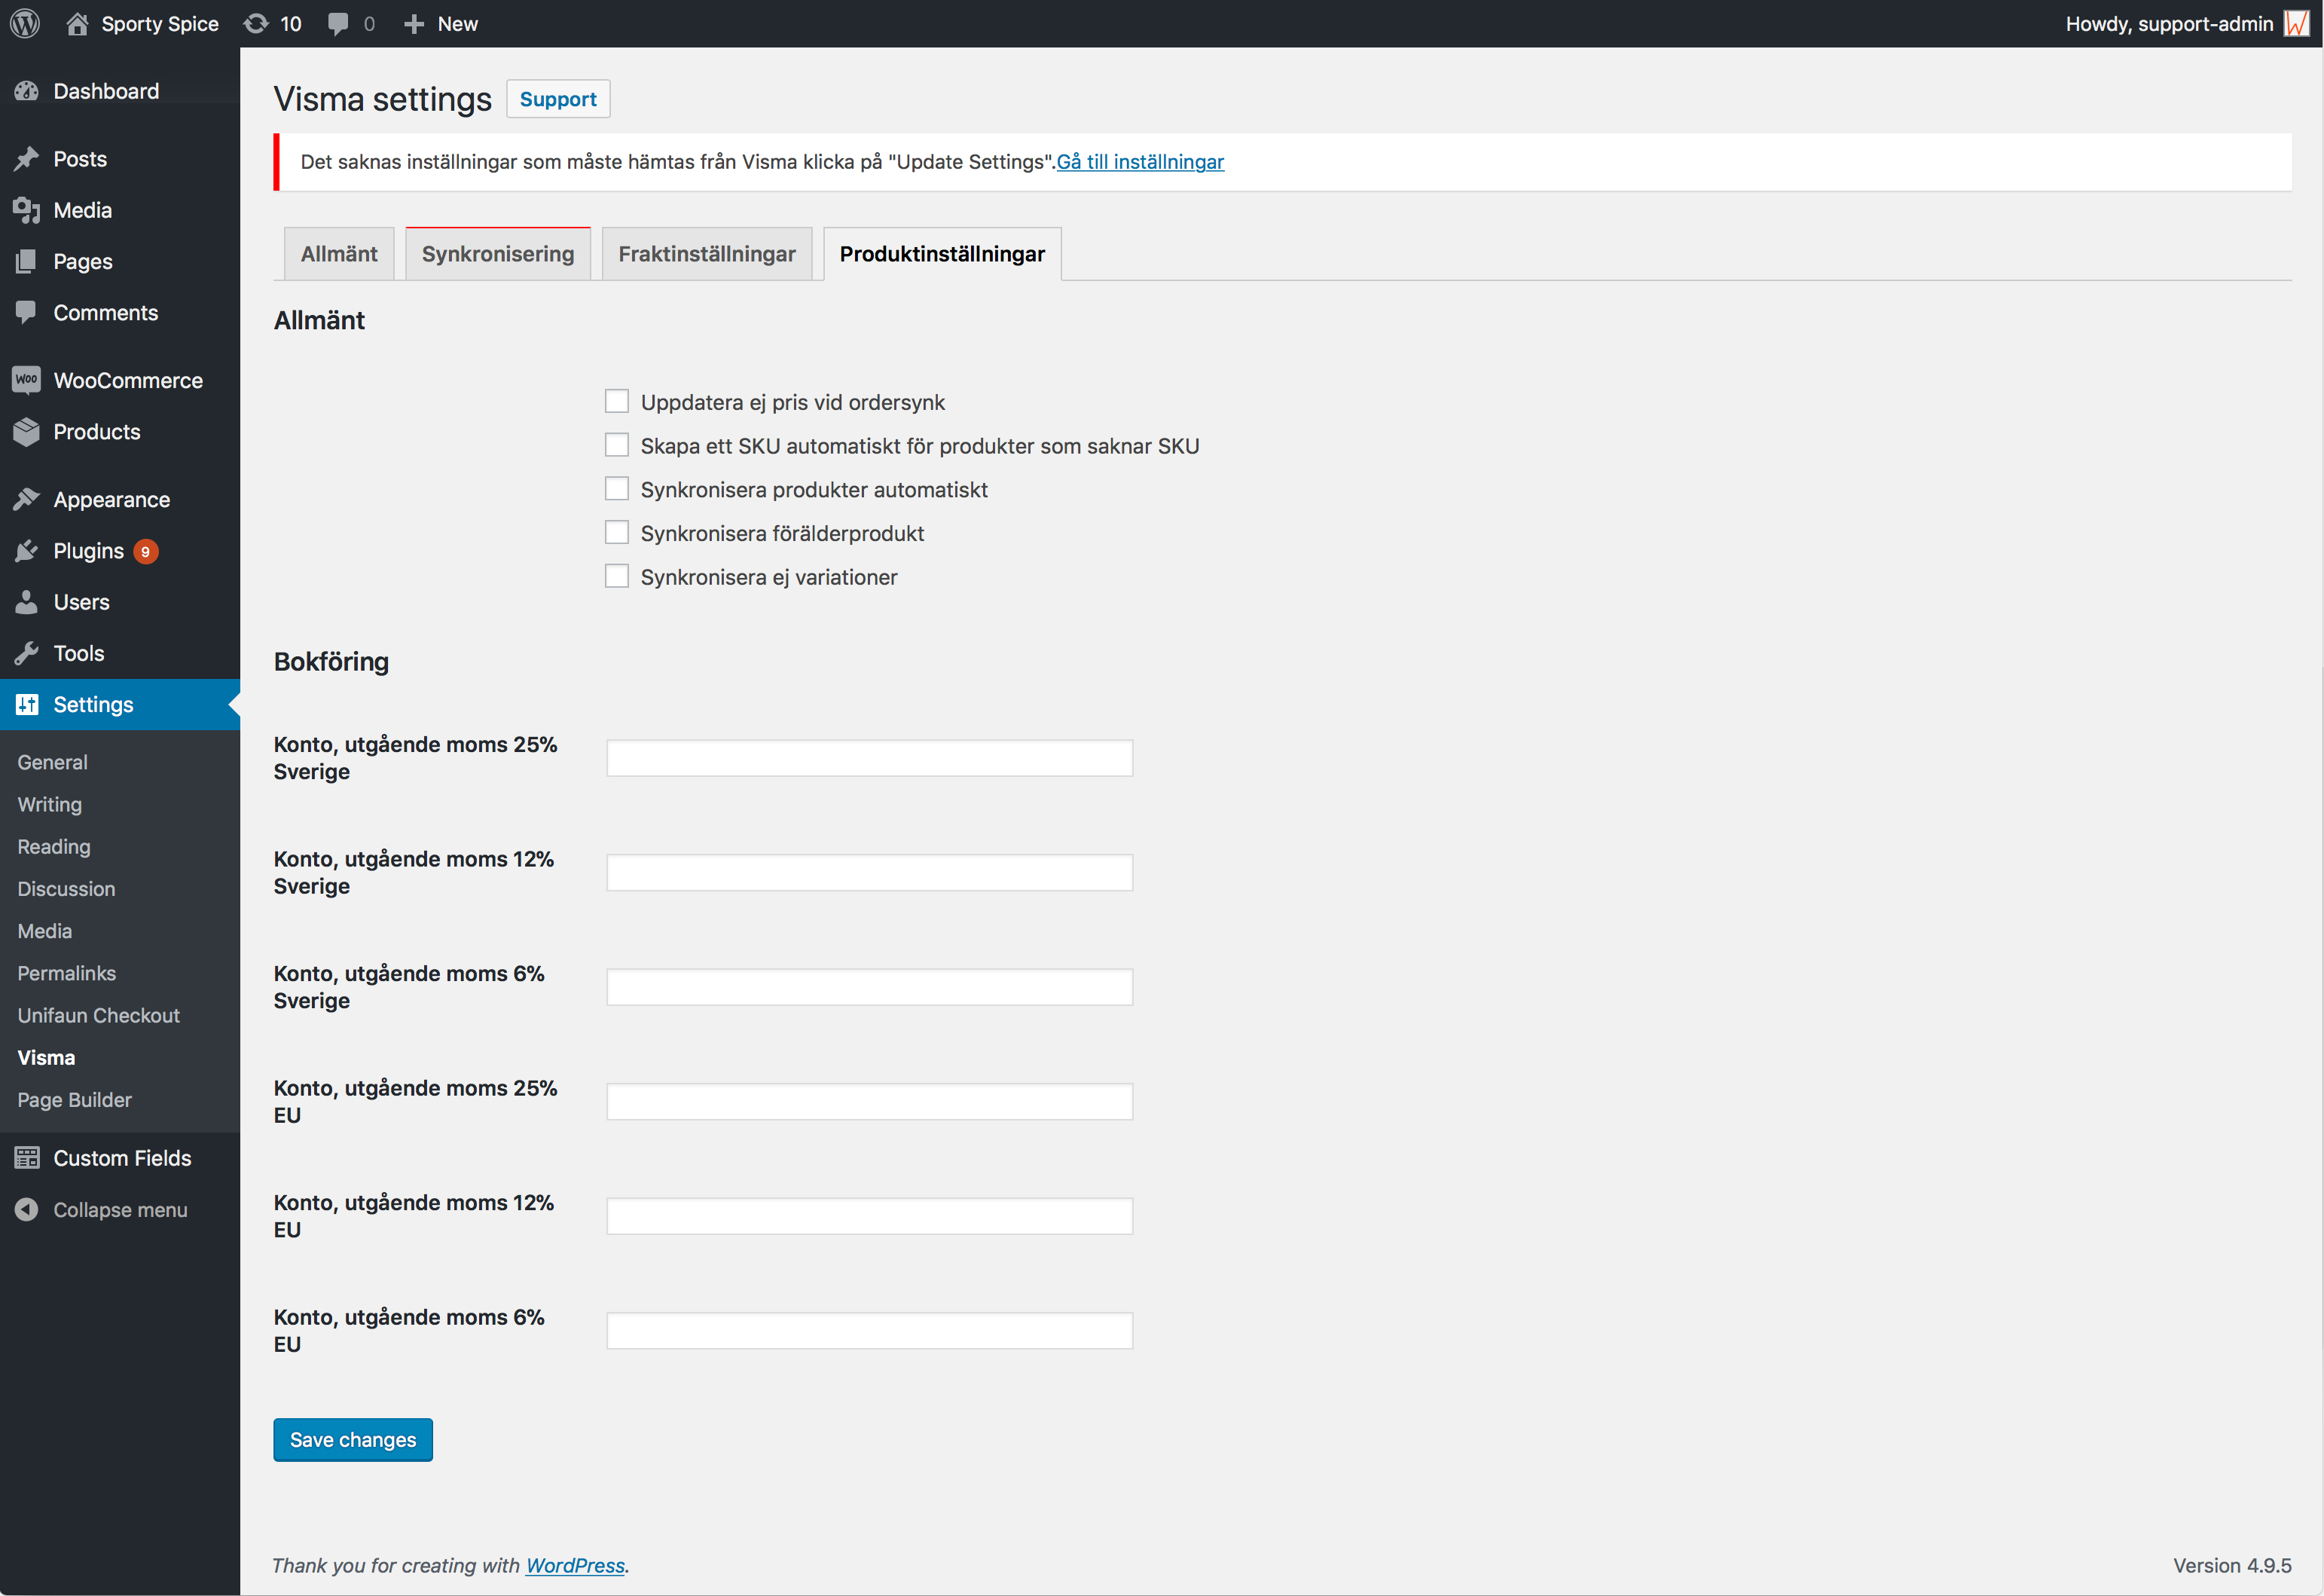 Sporty Spice 10 0 New Howdy, support-admin
Dashboard
Posts
Media
Pages
Comments
WOO WooCommerce
Products
Appearance
Plugins 9
Users
Tools
Settings
General
Writing
Reading
Discussion
Media
Permalinks
Unifaun Checkout
Visma
Page Builder
Custom Fields
Collapse menu
Visma settings Support
Det saknas inställningar som måste hämtas från Visma klicka på "Update Settings".Gå till inställningar
Allmänt Synkronisering Fraktinställningar Produktinställningar
Allmänt
Uppdatera ej pris vid ordersynk
Skapa ett SKU automatiskt för produkter som saknar SKU
Synkronisera produkter automatiskt
Synkronisera förälderprodukt
Synkronisera ej variationer
Bokföring
Konto, utgående moms 25%
Sverige
Konto, utgående moms 12%
Sverige
Konto, utgående moms 6%
Sverige
Konto, utgående moms 25%
EU
Konto, utgående moms 12%
EU
Konto, utgående moms 6%
EU
Save changes
Thank you for creating with WordPress.
Version 4.9.5